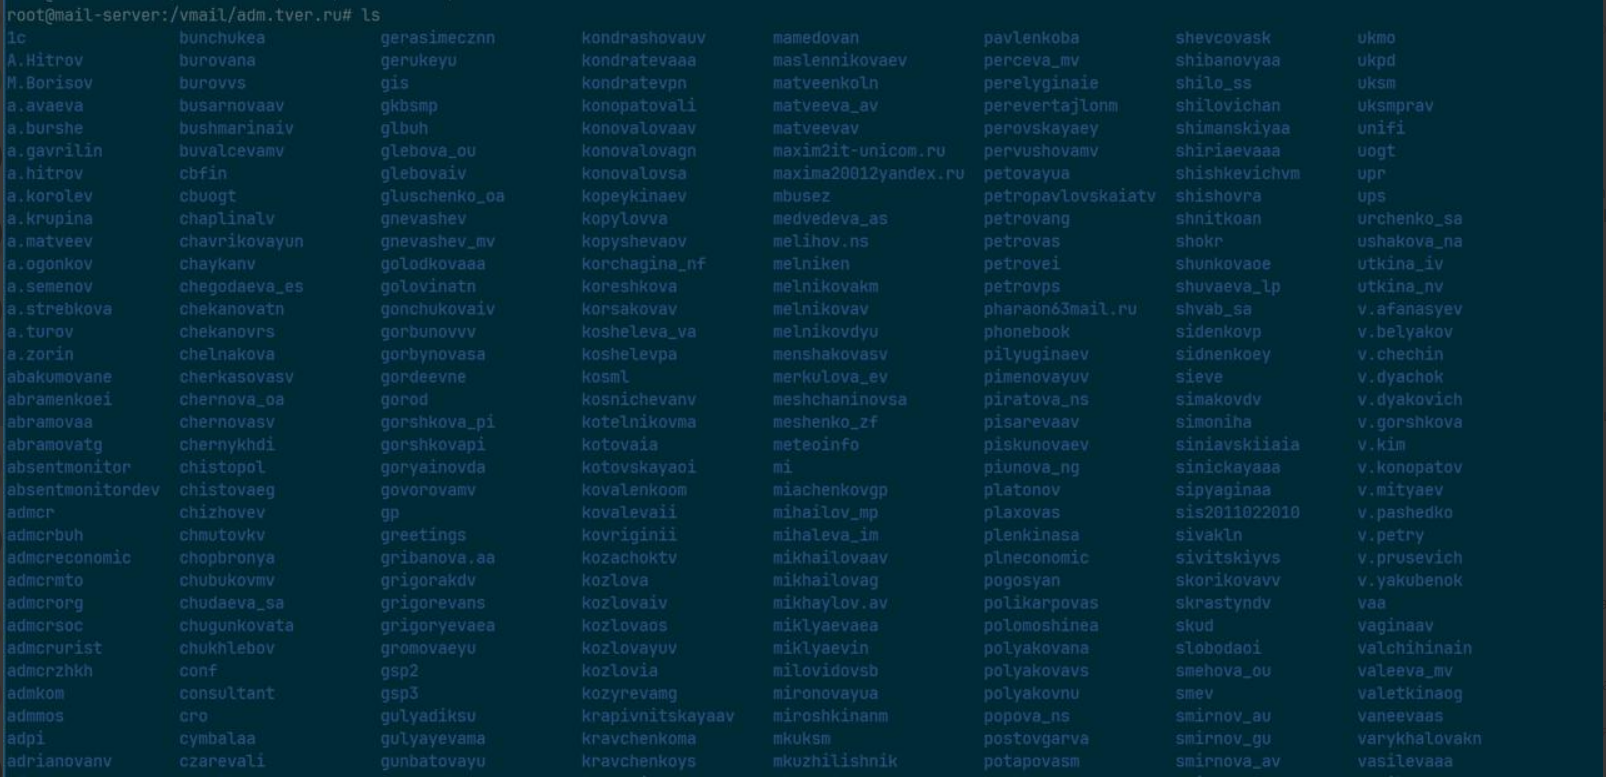 root@mail-server:/vmail/adm.tver.ru# ls
1c bunchukea gerasimecznn kondrashovauv mamedovan pavlenkoba shevcovask ukmo
A.Hitrov burovana gerukeyu kondratevaaa maslennikovaev perceva_mv shibanovyaa ukpd
M.Borisov burovvs gis kondratevpn matveenkoln perelyginaie shilo_ss uksm
a.avaeva busarnovaav gkbsmp konopatovali matveeva_av perevertajlonm shilovichan uksmprav
a.burshe bushmarinaiv glbuh konovalovaav matveevav perovskayaey shimanskiyaa unifi
a.gavrilin buvalcevamv glebova_ou konovalovagn maxim2it-unicom.ru pervushovamv shiriaevaaa uogt
a.hitrov cbfin glebovaiv konovalovsa maxima20012yandex.ru petovayua shishkevichvm upr
a.korolev cbuogt gluschenko_oa kopeykinaev mbusez petropavlovskaiatv shishovra ups
a.krupina chaplinalv gnevashev kopylovva medvedeva_as petrovang shnitkoan urchenko_sa
a.matveev chavrikovayun gnevashev_mv kopyshevaov melihov.ns petrovas shokr ushakova_na
a.ogonkov chaykanv golodkovaaa korchagina_nf melniken petrovei shunkovaoe utkina_iv
a.semenov chegodaeva_es golovinatn koreshkova melnikovakm petrovps shuvaeva_lp utkina_nv
a.strebkova chekanovatn gonchukovaiv korsakovav melnikovav pharaon63mail.ru shvab_sa v.afanasyev
a.turov chekanovrs gorbunovvv kosheleva_va melnikovdyu phonebook sidenkovp v.belyakov
a.zorin chelnakova gorbynovasa koshelevpa menshakovasv pilyuginaev sidnenkoey v.chechin
abakumovane cherkasovasv gordeevne kosml merkulova_ev pimenovayuv sieve v.dyachok
abramenkoei chernova_oa gorod kosnichevanv meshchaninovsa piratova_ns simakovdv v.dyakovich
abramovaa chernovasv gorshkova_pi kotelnikovma meshenko_zf pisarevaav simoniha v.gorshkova
abramovatg chernykhdi gorshkovapi kotovaia meteoinfo piskunovaev siniavskiiaia v.kim
absentmonitor chistopol goryainovda kotovskayaoi mi piunova_ng sinickayaaa v.konopatov
absentmonitordev chistovaeg govorovamv kovalenkoom miachenkovgp platonov sipyaginaa v.mityaev
admcr chizhovev gp kovalevaii mihailov_mp plaxovas sis2011022010 v.pashedko
admcrbuh chmutovkv greetings kovriginii mihaleva_im plenkinasa sivakln v.petry
admcreconomic chopbronya gribanova.aa kozachoktv mikhailovaav plneconomic sivitskiyvs v.prusevich
admcrmto chubukovmv grigorakdv kozlova mikhailovag pogosyan skorikovavv v.yakubenok
admcrorg chudaeva_sa grigorevans kozlovaiv mikhaylov.av polikarpovas skrastyndv vaa
admcrsoc chugunkovata grigoryevaea kozlovaos miklyaevaea polomoshinea skud vaginaav
admcrurist chukhlebov gromovaeyu kozlovayuv miklyaevin polyakovana slobodaoi valchihinain
admcrzhkh conf gsp2 kozlovia milovidovsb polyakovavs smehova_ou valeeva_mv
admkom consultant gsp3 kozyrevamg mironovayua polyakovnu smev valetkinaog
admmos cro gulyadiksu krapivnitskayaav miroshkinanm popova_ns smirnov_au vaneevaas
adpi cymbalaa gulyayevama kravchenkoma mkuksm postovgarva smirnov_gu varykhalovakn
adrianovanv czarevali gunbatovayu kravchenkoys mkuzhilishnik potapovasm smirnova_av vasilevaaa